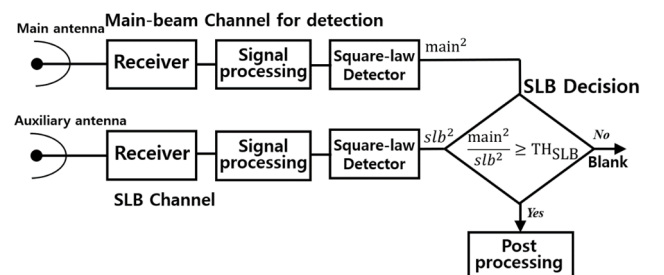 Main-beam Channel for detection
Main antenna
Receiver
Signal
processing
Square-law
Detector
main²
SLB Decision
Auxiliary antenna
Receiver
Signal
processing
Square-law
Detector
slb²
main²/slb² ≥ TH_SLB
No
Blank
SLB Channel
Yes
Post
processing